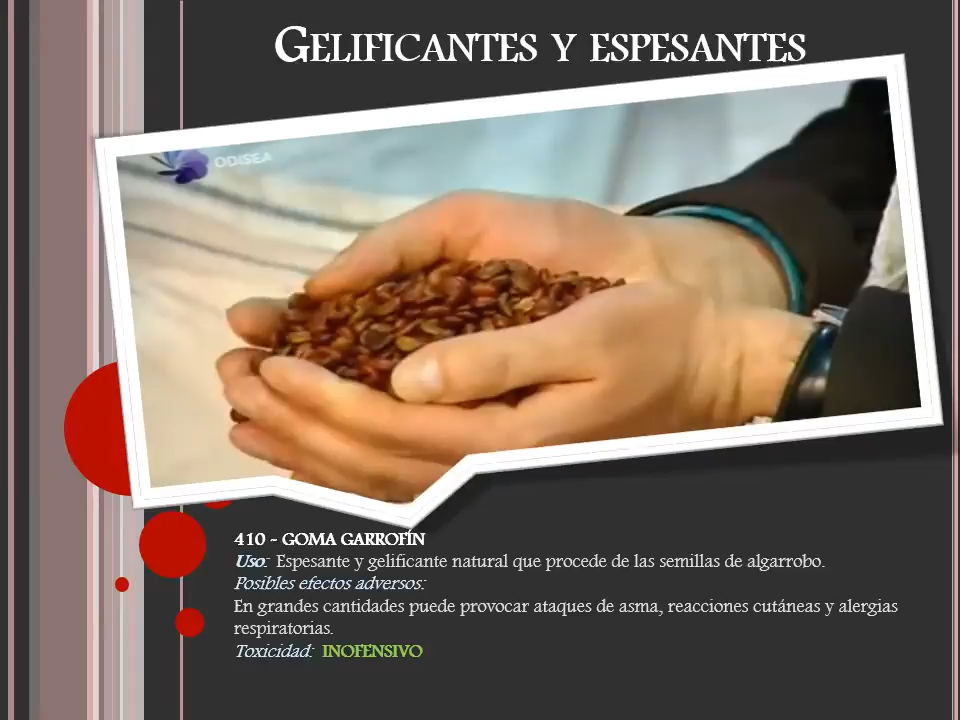 GELIFICANTES Y ESPESANTES
ODISEA
410 - GOMA GARROFÍN
Uso: Espesante y gelificante natural que procede de las semillas de algarrobo.
Posibles efectos adversos:
En grandes cantidades puede provocar ataques de asma, reacciones cutáneas y alergias
respiratorias.
Toxicidad: INOFENSIVO